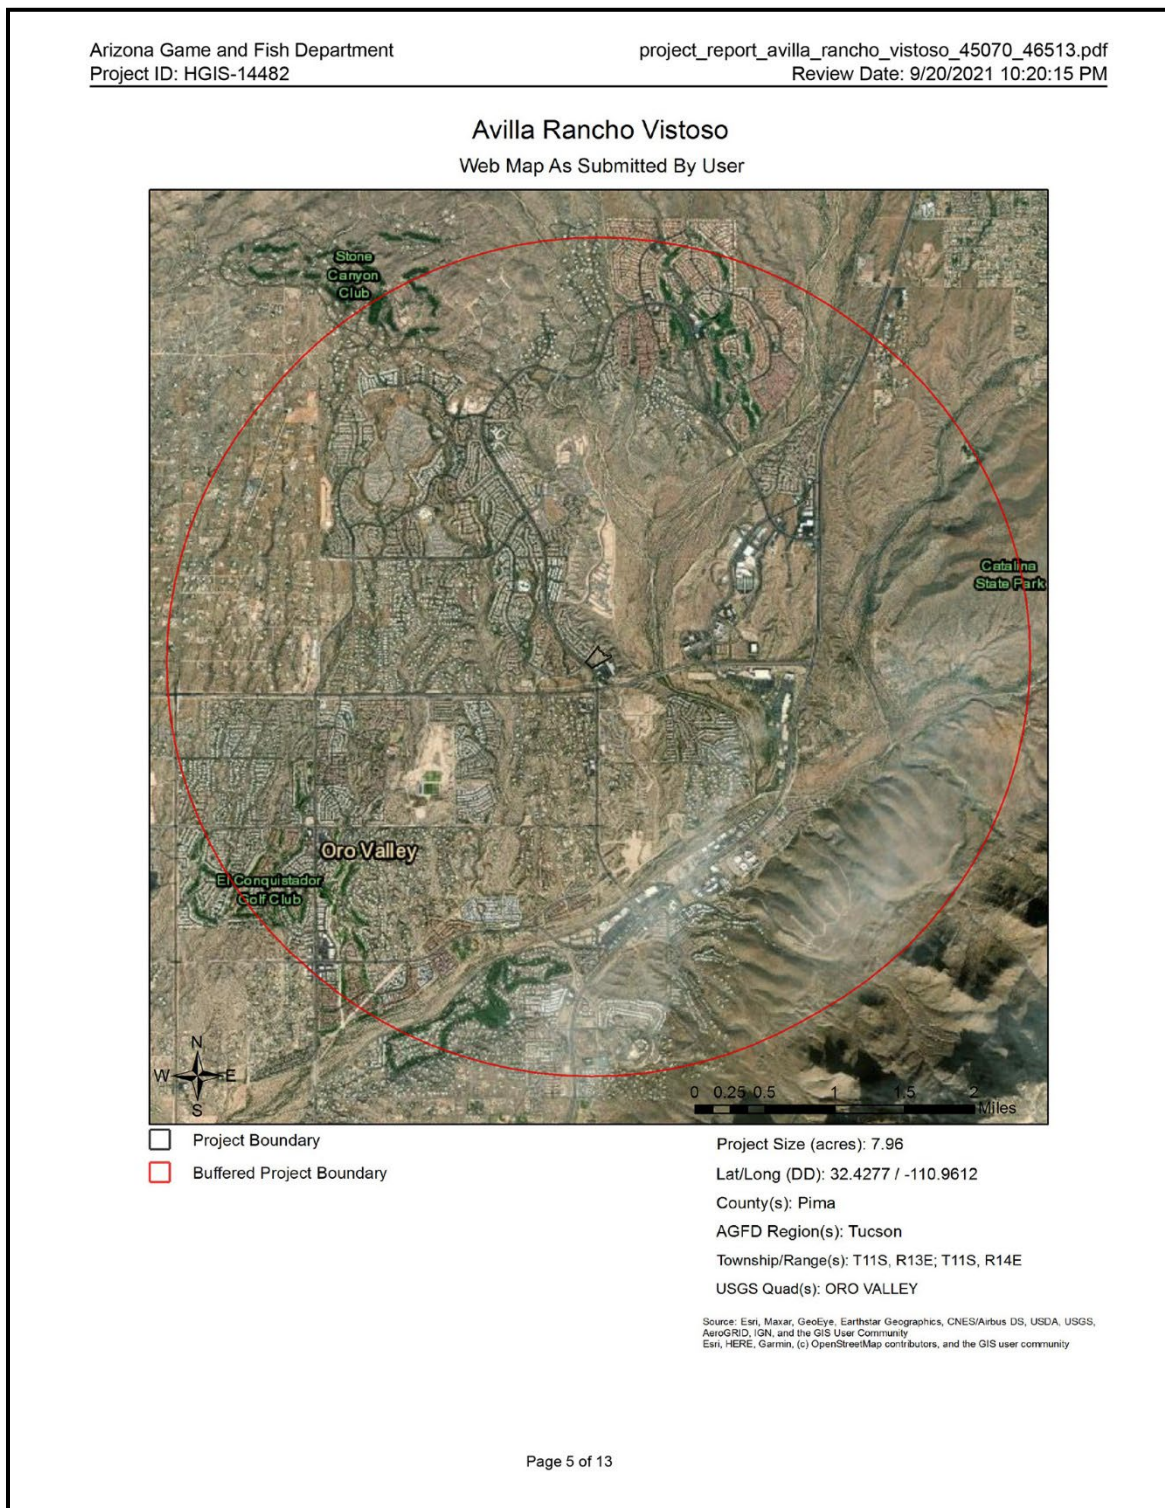 Arizona Game and Fish Department
Project ID: HGIS-14482
project_report_avilla_rancho_vistoso_45070_46513.pdf
Review Date: 9/20/2021 10:20:15 PM
Avilla Rancho Vistoso
Web Map As Submitted By User
Stone
Canyon
Club
Catalina
State Park
Oro Valley
El Conquistador
Golf Club
N
W E
S
0 0.25 0.5 1 1.5 2
Miles
Project Boundary
Buffered Project Boundary
Project Size (acres): 7.96
Lat/Long (DD): 32.4277 / -110.9612
County(s): Pima
AGFD Region(s): Tucson
Township/Range(s): T11S, R13E; T11S, R14E
USGS Quad(s): ORO VALLEY
Source: Esri, Maxar, GeoEye, Earthstar Geographics, CNES/Airbus DS, USDA, USGS,
AeroGRID, IGN, and the GIS User Community
Esri, HERE, Garmin, (c) OpenStreetMap contributors, and the GIS user community
Page 5 of 13